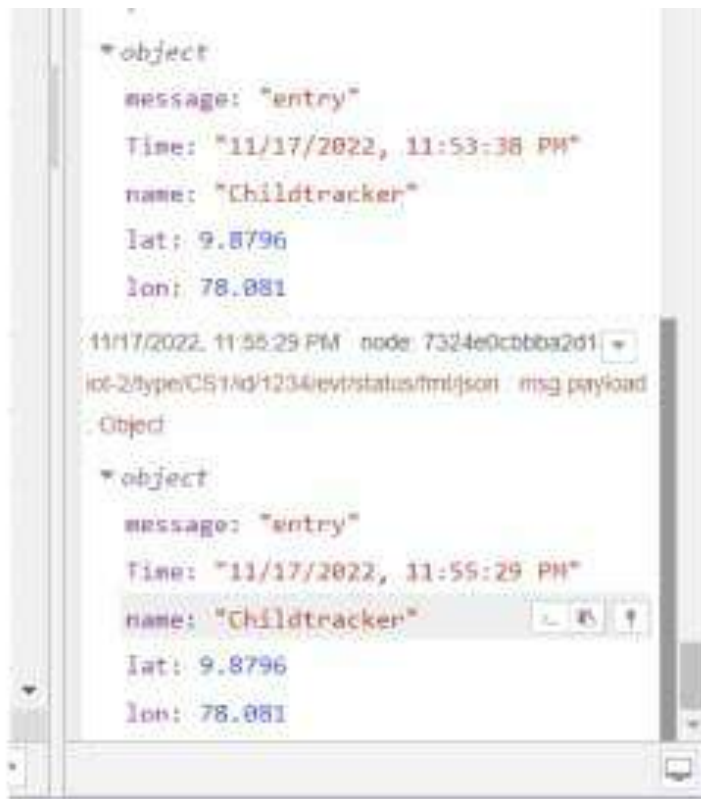 object
message: "entry"
Time: "11/17/2022, 11:53:38 PM"
name: "Childtracker"
lat: 9.8796
lon: 78.081
11/17/2022, 11:55:29 PM node: 7324e0cbbba2d1
iot-2/type/CS1/id/1234/evt/status/fmt/json : msg.payload
: Object
object
message: "entry"
Time: "11/17/2022, 11:55:29 PM"
name: "Childtracker"
lat: 9.8796
lon: 78.081